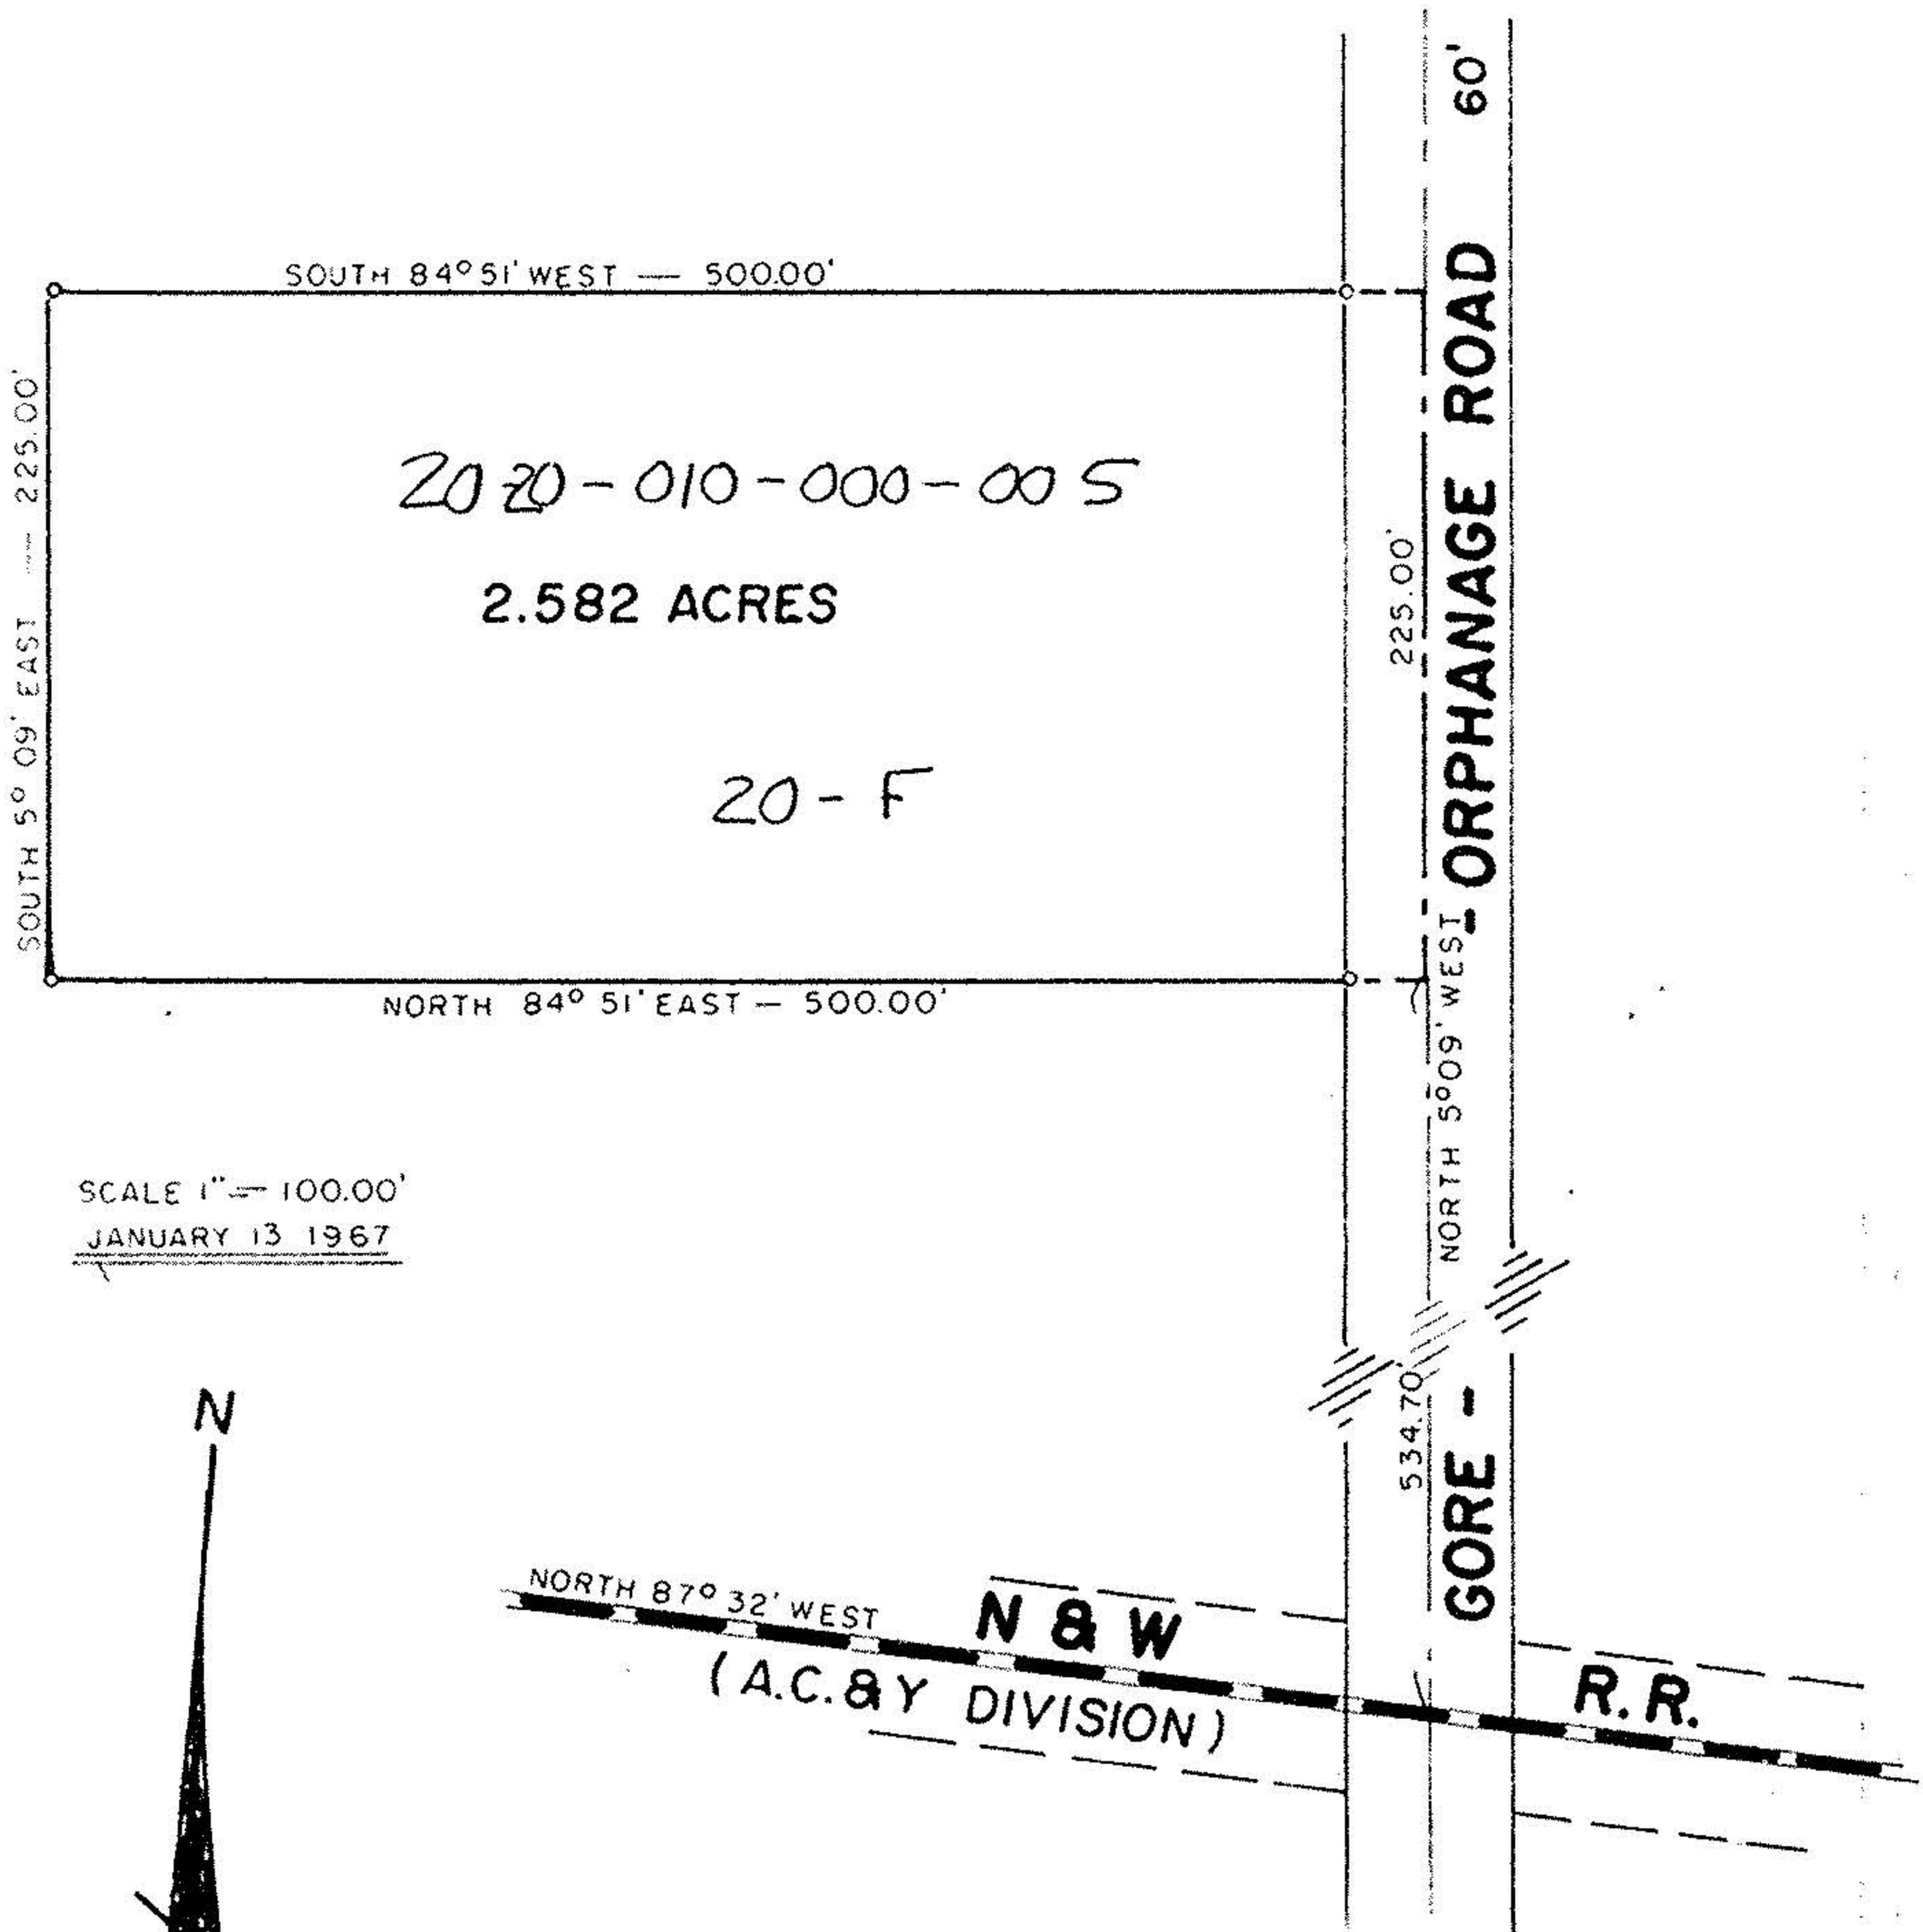 60'
SOUTH 84° 51' WEST — 500.00'
SOUTH 5° 09' EAST — 225.00'
2020-010-000-005
2.582 ACRES
20-F
225.00'
GORE - - ORPHANAGE ROAD
NORTH 84° 51' EAST — 500.00'
NORTH 5° 09' WEST
534.70'
SCALE 1" = 100.00'
JANUARY 13 1967
N
NORTH 87° 32' WEST
N & W R.R.
(A.C. & Y DIVISION)